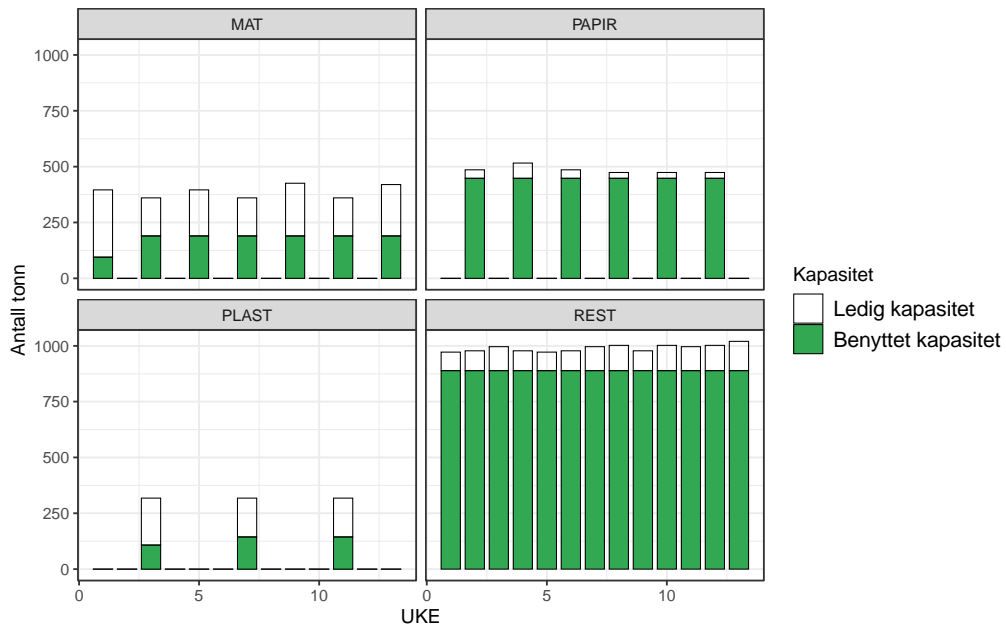 MAT
PAPIR
1000
750
500
250
0
PLAST
REST
1000
750
500
250
0
0
5
10
0
5
10
Antall tonn
UKE
Kapasitet
Ledig kapasitet
Benyttet kapasitet